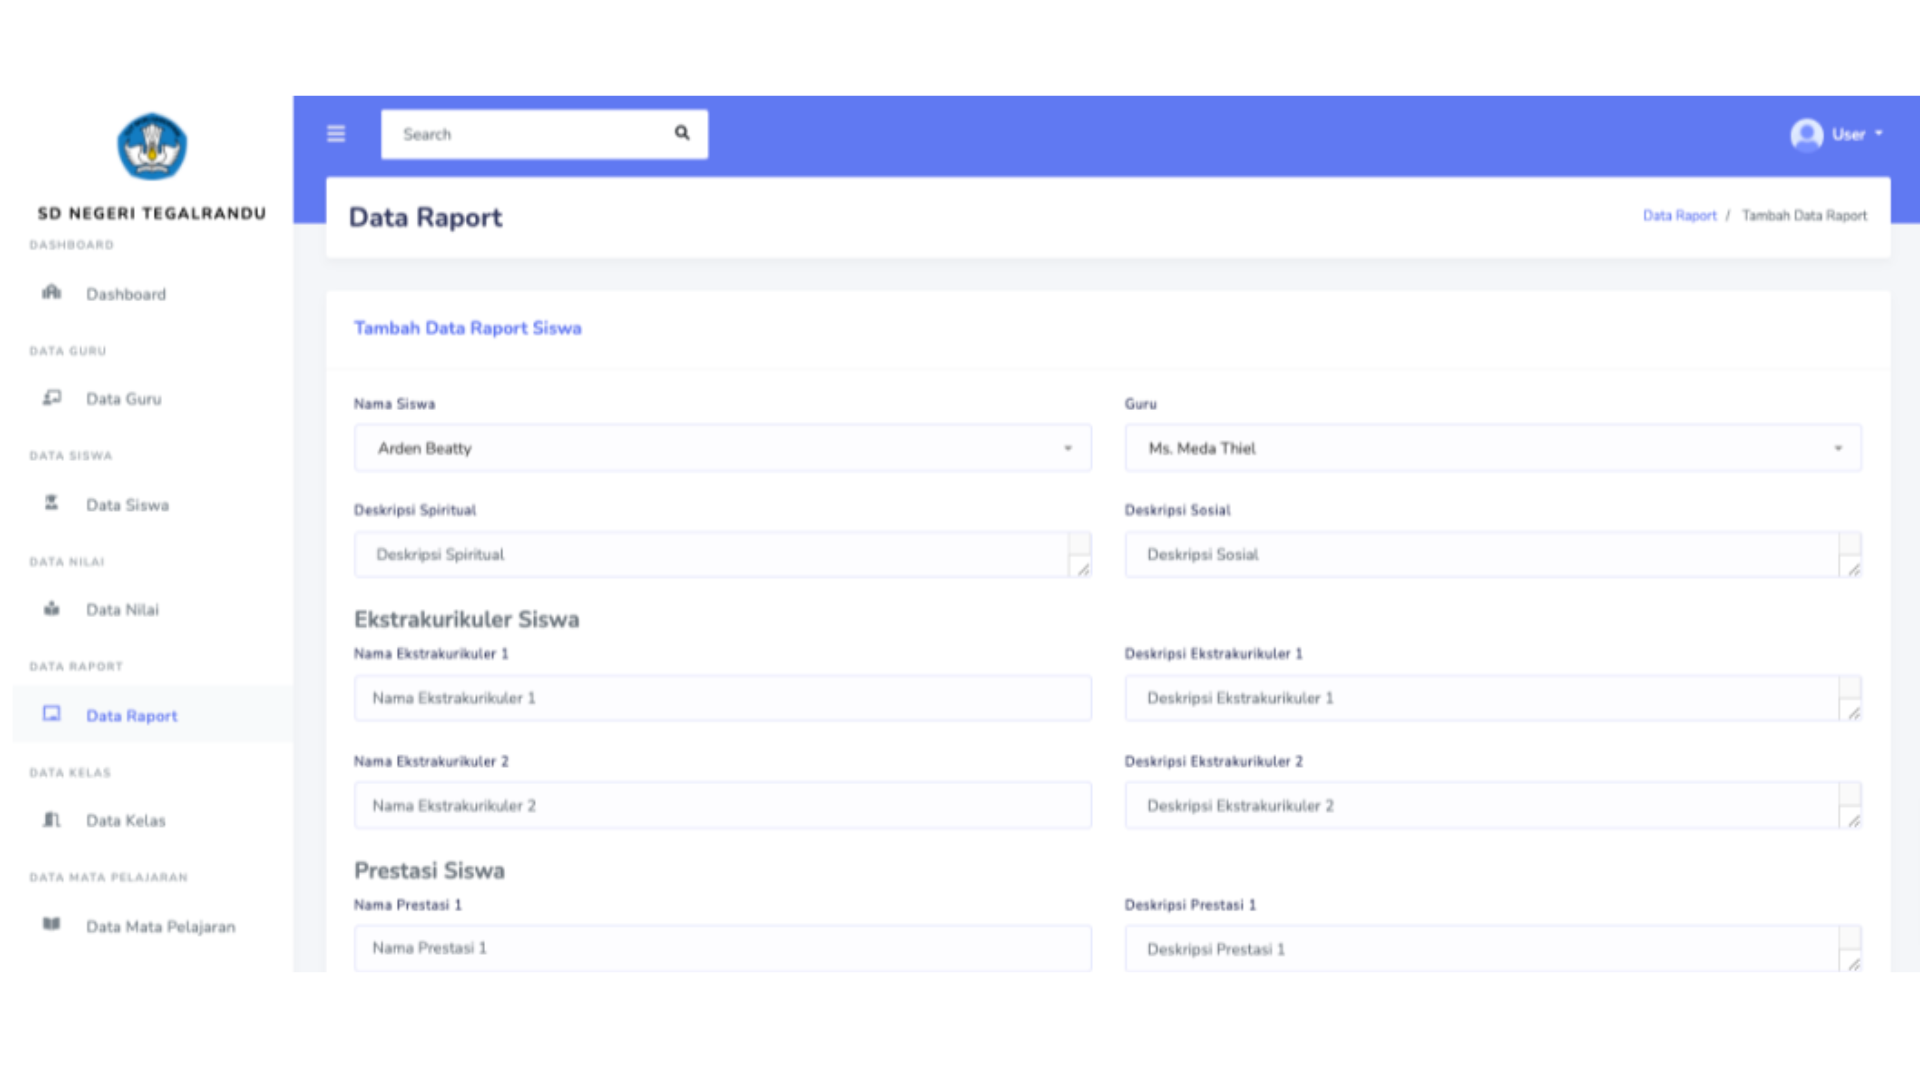 SD NEGERI TEGALRANDU
DASHBOARD
Dashboard
DATA GURU
Data Guru
DATA SISWA
Data Siswa
DATA NILAI
Data Nilai
DATA RAPORT
Data Raport
DATA KELAS
Data Kelas
DATA MATA PELAJARAN
Data Mata Pelajaran
Search
User
Data Raport
Data Raport / Tambah Data Raport
Tambah Data Raport Siswa
Nama Siswa
Guru
Arden Beatty
Ms. Meda Thiel
Deskripsi Spiritual
Deskripsi Sosial
Deskripsi Spiritual
Deskripsi Sosial
Ekstrakurikuler Siswa
Nama Ekstrakurikuler 1
Deskripsi Ekstrakurikuler 1
Nama Ekstrakurikuler 1
Deskripsi Ekstrakurikuler 1
Nama Ekstrakurikuler 2
Deskripsi Ekstrakurikuler 2
Nama Ekstrakurikuler 2
Deskripsi Ekstrakurikuler 2
Prestasi Siswa
Nama Prestasi 1
Deskripsi Prestasi 1
Nama Prestasi 1
Deskripsi Prestasi 1